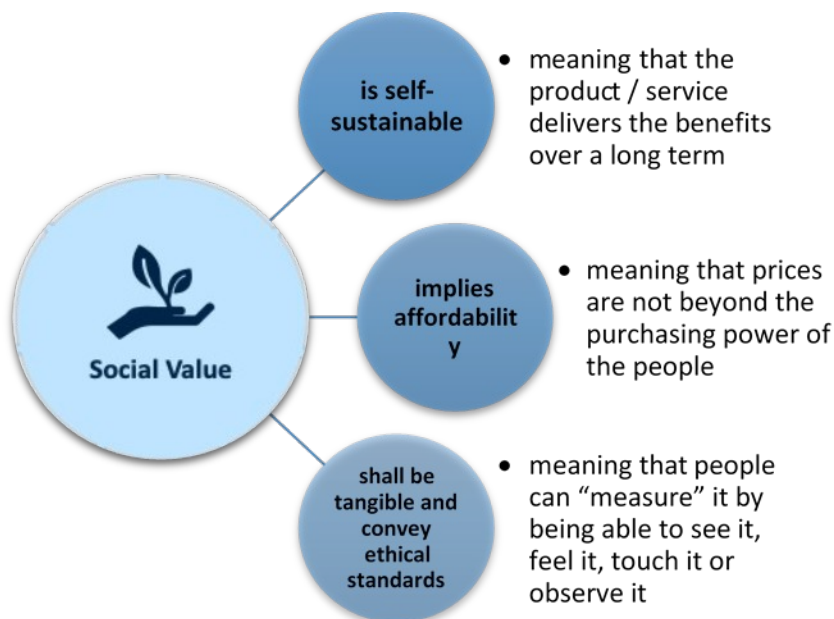 Social Value
is self-
sustainable
• meaning that the
product / service
delivers the benefits
over a long term
implies
affordabilit
y
• meaning that prices
are not beyond the
purchasing power of
the people
shall be
tangible and
convey
ethical
standards
• meaning that people
can “measure” it by
being able to see it,
feel it, touch it or
observe it